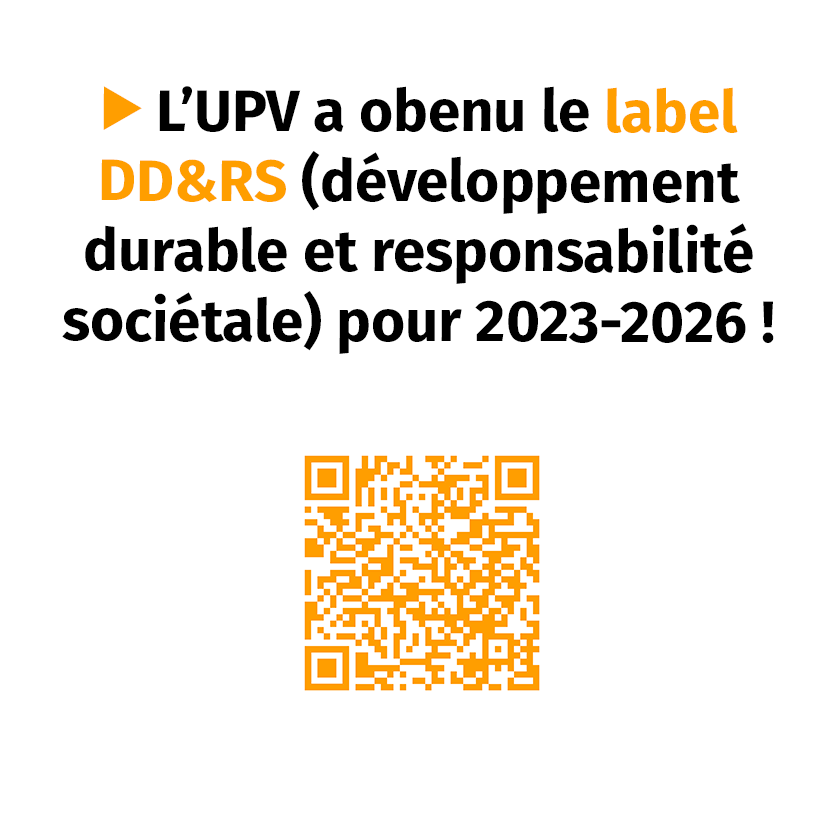 ▶ L’UPV a obenu le label
DD&RS (développement
durable et responsabilité
sociétale) pour 2023-2026 !